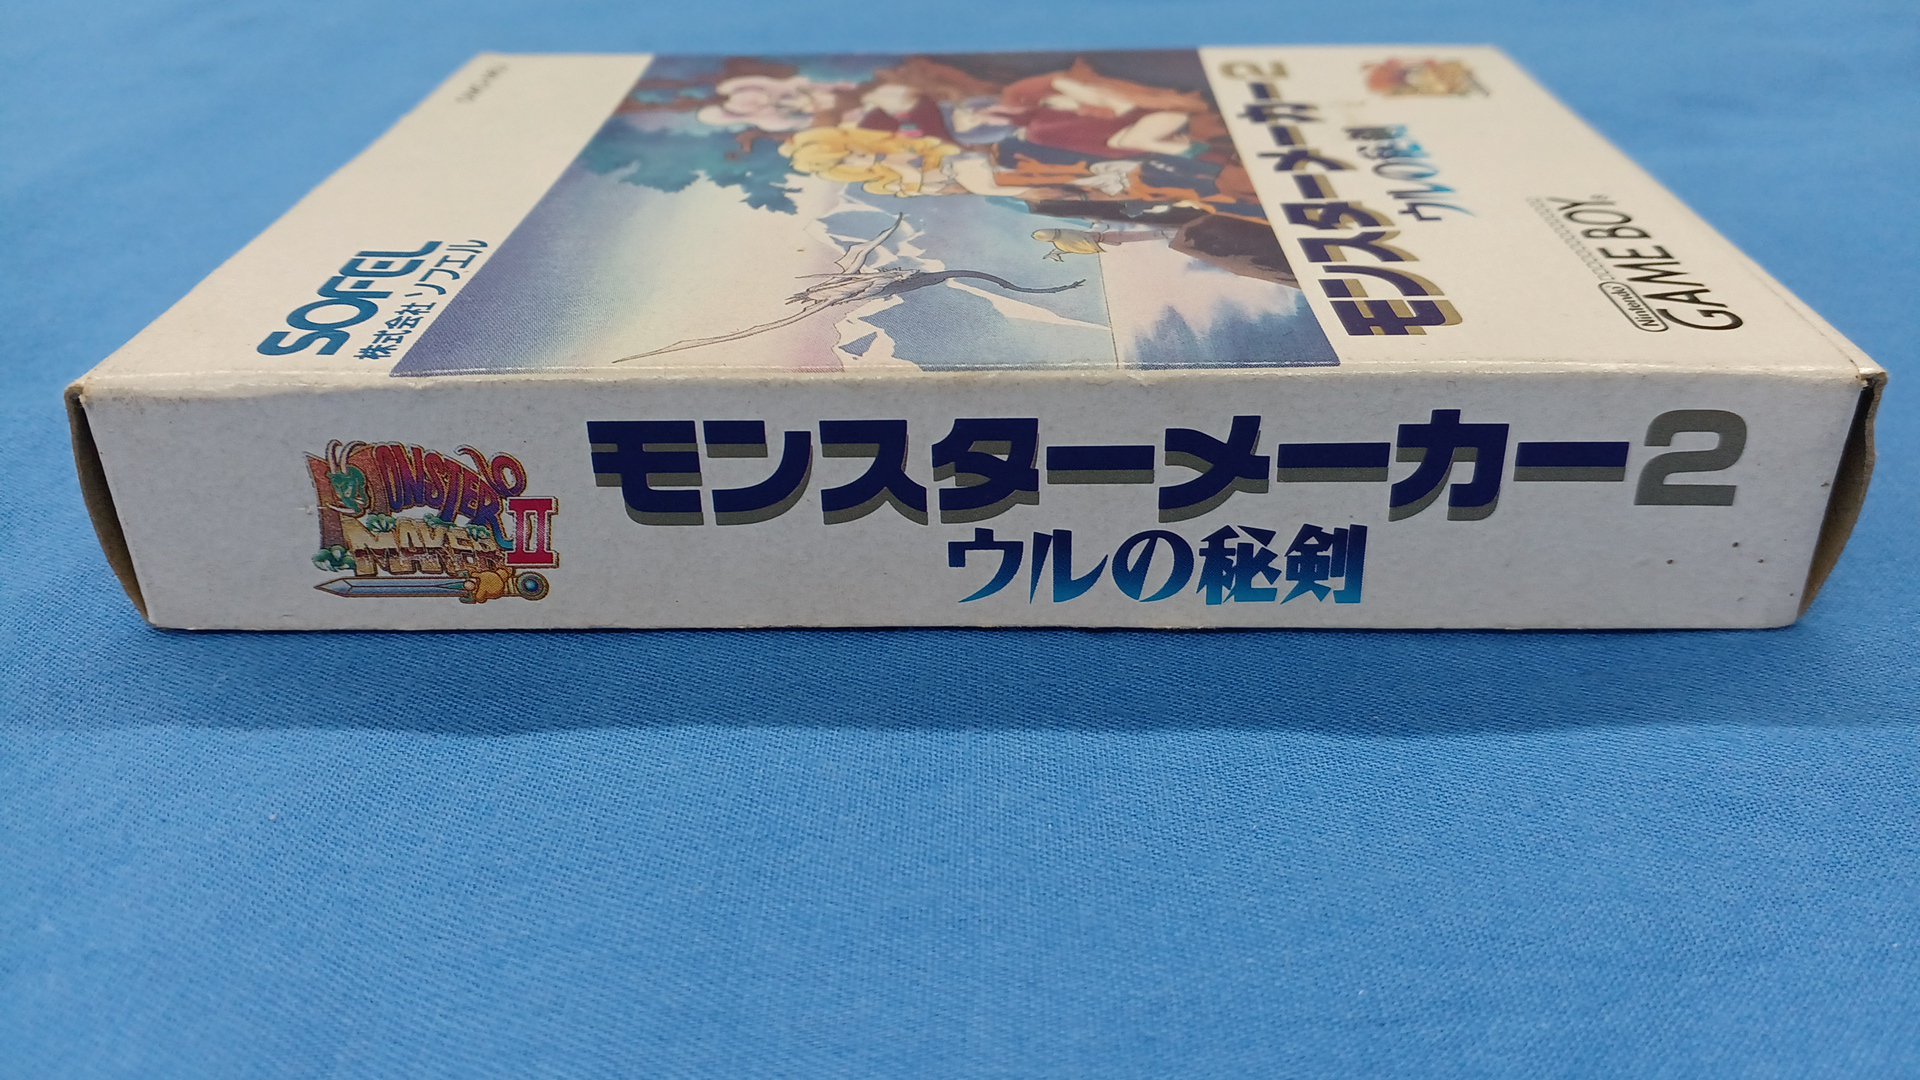 SOFEL
株式会社 ソフエル
モンスターメーカー2
ウルの秘剣
Nintendo
GAME BOY
MONSTER
MAKER
II
モンスターメーカー2
ウルの秘剣